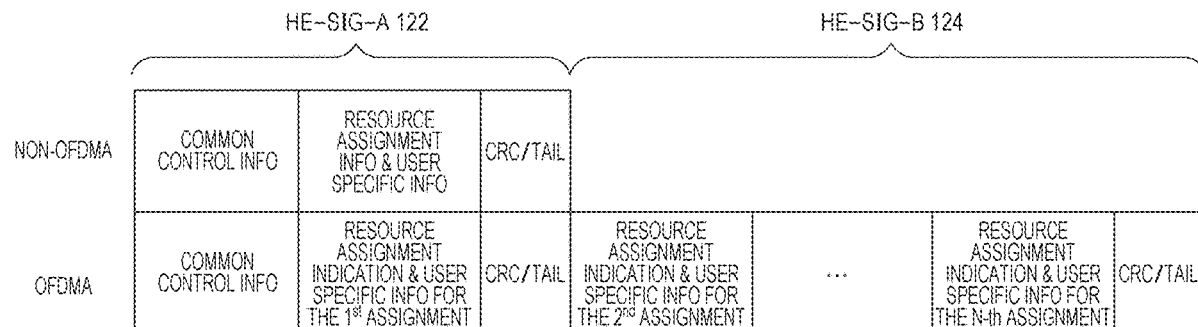 HE-SIG-A 122
HE-SIG-B 124
NON-OFDMA
COMMON
CONTROL INFO
RESOURCE
ASSIGNMENT
INFO & USER
SPECIFIC INFO
CRC/TAIL
OFDMA
COMMON
CONTROL INFO
RESOURCE
ASSIGNMENT
INDICATION & USER
SPECIFIC INFO FOR
THE 1st ASSIGNMENT
CRC/TAIL
RESOURCE
ASSIGNMENT
INDICATION & USER
SPECIFIC INFO FOR
THE 2nd ASSIGNMENT
...
RESOURCE
ASSIGNMENT
INDICATION & USER
SPECIFIC INFO FOR
THE N-th ASSIGNMENT
CRC/TAIL